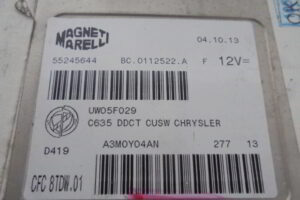 MAGNETI
MARELLI
04.10.13
55245644
BC.0112522.A
F
12V=
UW05F029
C635 DDCT CUSW CHRYSLER
D419
A3M0Y04AN
277
13
CFC 8TDW.01